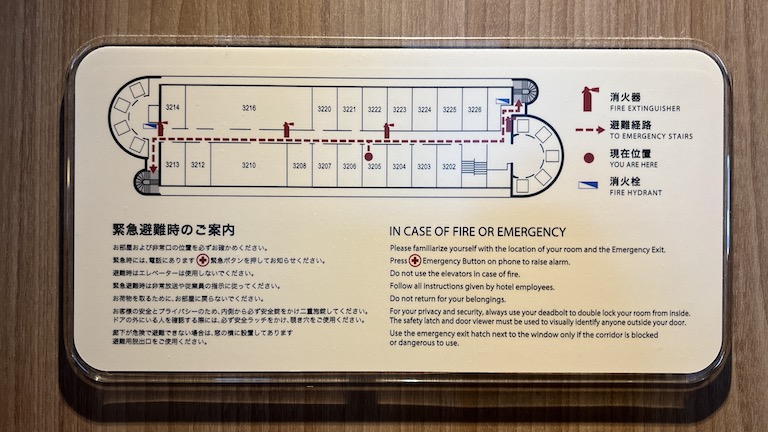 3214
3216
3220
3221
3222
3223
3224
3225
3226
3213
3212
3210
3208
3207
3206
3205
3204
3203
3202
消火器
FIRE EXTINGUISHER
避難経路
TO EMERGENCY STAIRS
現在位置
YOU ARE HERE
消火栓
FIRE HYDRANT
緊急避難時のご案内
お部屋および非常口の位置を必ずお確かめください。
緊急時には、電話にあります緊急ボタンを押してお知らせください。
避難時はエレベーターは使用しないでください。
緊急避難時は非常放送や従業員の指示に従ってください。
お荷物を取るために、お部屋に戻らないでください。
お客様の安全とプライバシーのため、内側から必ず安全錠をかけ二重施錠してください。
ドアの外にいる人を確認する際には、必ず安全ラッチをかけ、覗き穴をご使用ください。
廊下が危険で避難できない場合は、窓の横に設置してあります
避難用脱出口をご使用ください。
IN CASE OF FIRE OR EMERGENCY
Please familiarize yourself with the location of your room and the Emergency Exit.
Press Emergency Button on phone to raise alarm.
Do not use the elevators in case of fire.
Follow all instructions given by hotel employees.
Do not return for your belongings.
For your privacy and security, always use your deadbolt to double lock your room from inside.
The safety latch and door viewer must be used to visually identify anyone outside your door.
Use the emergency exit hatch next to the window only if the corridor is blocked
or dangerous to use.